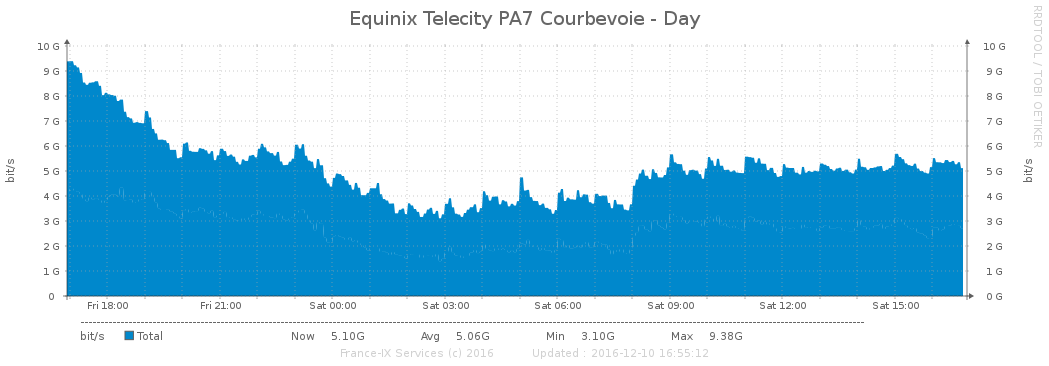 Equinix Telecity PA7 Courbevoie - Day
RRDTOOL / TOBI OETIKER
bit/s
bit/s
10 G 10 G
9 G 9 G
8 G 8 G
7 G 7 G
6 G 6 G
5 G 5 G
4 G 4 G
3 G 3 G
2 G 2 G
1 G 1 G
0 0 G
Fri 18:00 Fri 21:00 Sat 00:00 Sat 03:00 Sat 06:00 Sat 09:00 Sat 12:00 Sat 15:00
bit/s Total Now 5.10G Avg 5.06G Min 3.10G Max 9.38G
France-IX Services (c) 2016 Updated : 2016-12-10 16:55:12